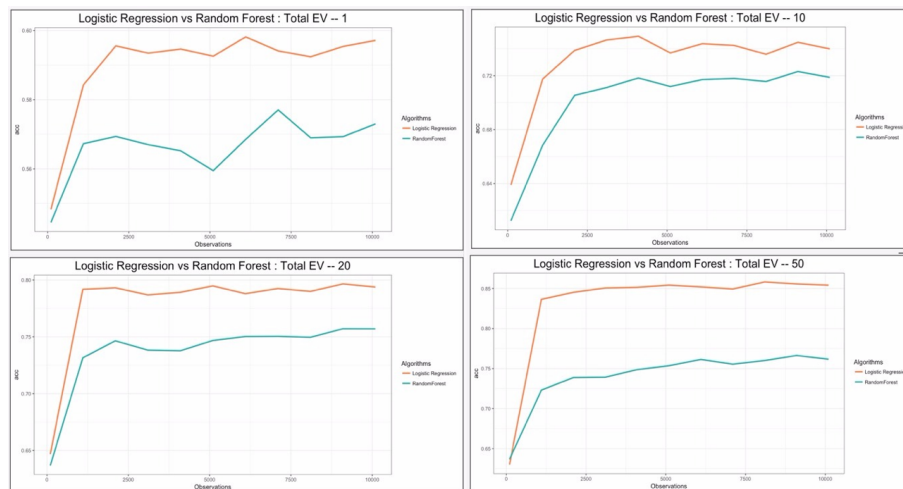 Logistic Regression vs Random Forest : Total EV -- 1
0.60
0.58
0.56
acc
0
2500
5000
7500
10000
Observations
Algorithms
Logistic Regression
RandomForest
Logistic Regression vs Random Forest : Total EV -- 10
0.72
0.68
0.64
acc
0
2500
5000
7500
10000
Observations
Algorithms
Logistic Regression
RandomForest
Logistic Regression vs Random Forest : Total EV -- 20
0.80
0.75
0.70
0.65
acc
0
2500
5000
7500
10000
Observations
Algorithms
Logistic Regression
RandomForest
Logistic Regression vs Random Forest : Total EV -- 50
0.85
0.80
0.75
0.70
0.65
acc
0
2500
5000
7500
10000
Observations
Algorithms
Logistic Regression
RandomForest